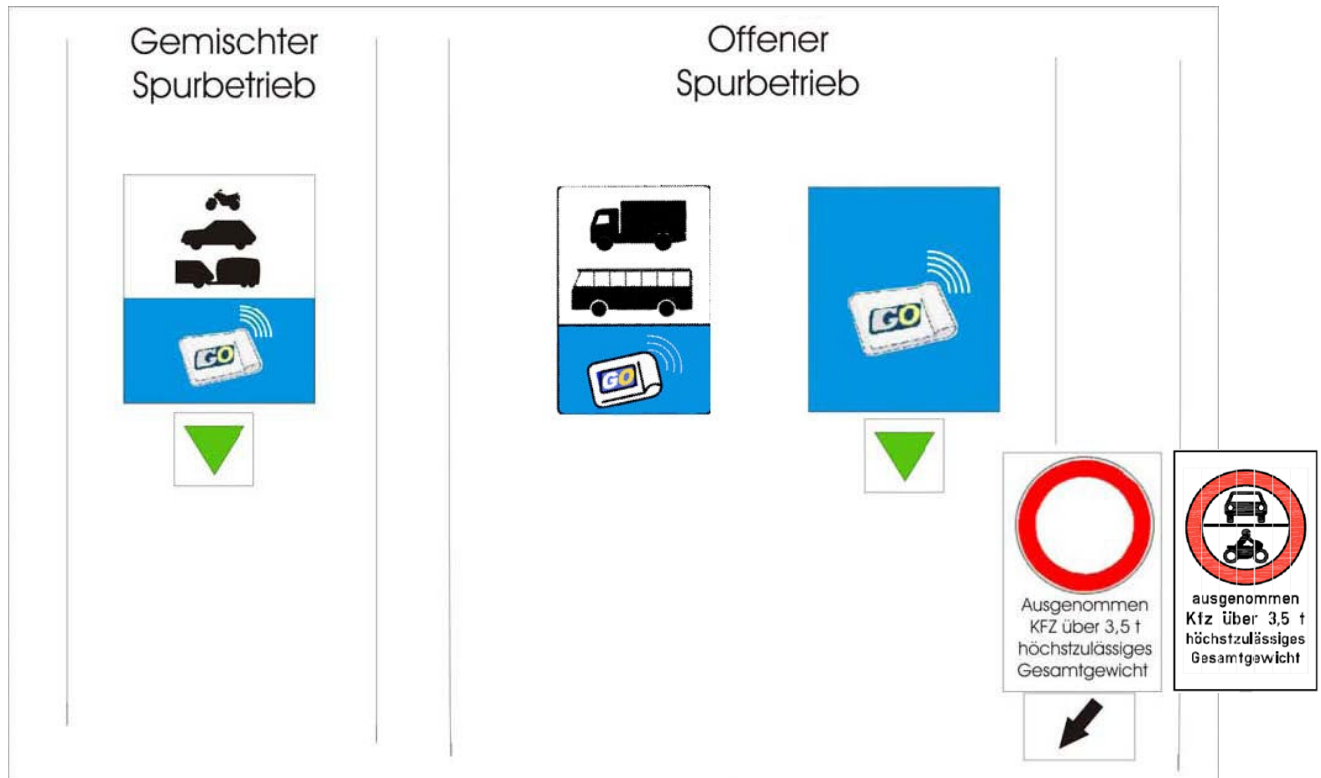 Gemischter
Spurbetrieb
Offener
Spurbetrieb
GO
GO
GO
Ausgenommen
KFZ über 3,5 t
höchstzulässiges
Gesamtgewicht
ausgenommen
Kfz über 3,5 t
höchstzulässiges
Gesamtgewicht